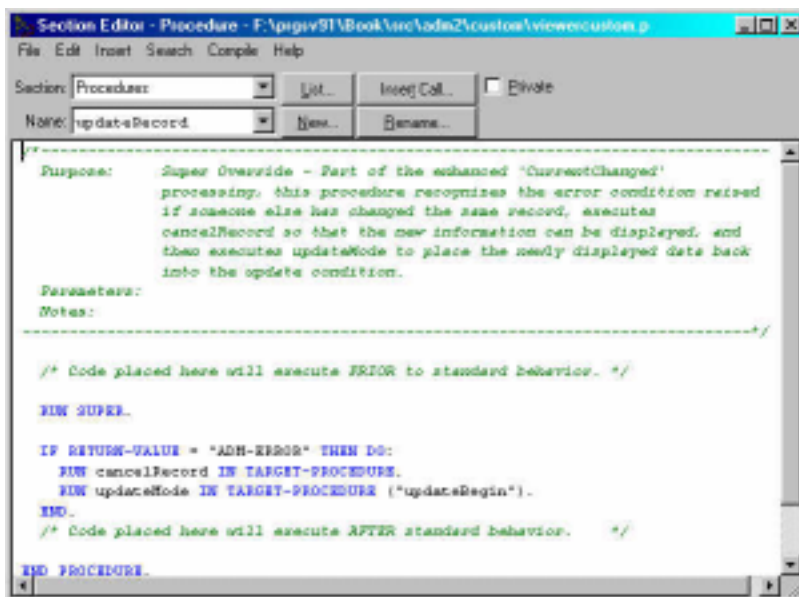 Section Editor - Procedure - F:\prgsv91\Book\src\adm2\custom\viewercustom.p
File Edit Insert Search Compile Help
Section: Procedures List... Insert Call... Private
Name: updateRecord New... Rename...
/*------------------------------------------------------------------------------
Purpose: Super Override - Part of the enhanced 'CurrentChanged'
processing, this procedure recognizes the error condition raised
if someone else has changed the same record, executes
cancelRecord so that the new information can be displayed, and
then executes updateMode to place the newly displayed data back
into the update condition.
Parameters:
Notes:
------------------------------------------------------------------------------*/
/* Code placed here will execute PRIOR to standard behavior. */
RUN SUPER.
IF RETURN-VALUE = "ADM-ERROR" THEN DO:
RUN cancelRecord IN TARGET-PROCEDURE.
RUN updateMode IN TARGET-PROCEDURE ("updateBegin").
END.
/* Code placed here will execute AFTER standard behavior. */
END PROCEDURE.